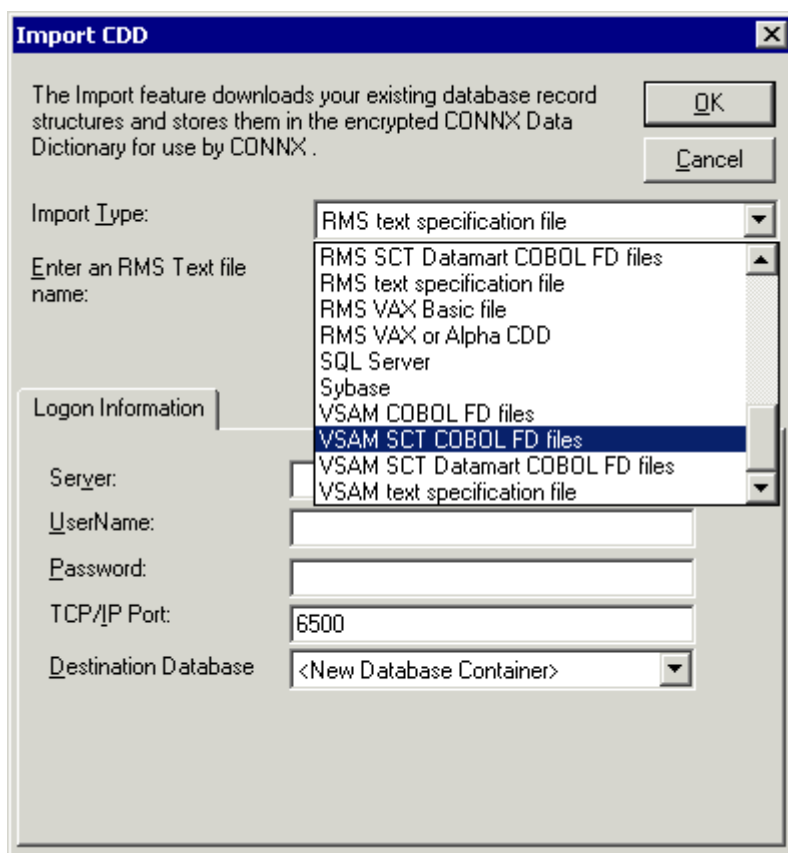 Import CDD
The Import feature downloads your existing database record
structures and stores them in the encrypted CONNX Data
Dictionary for use by CONNX .
OK
Cancel
Import Type:
RMS text specification file
Enter an RMS Text file
name:
RMS SCT Datamart COBOL FD files
RMS text specification file
RMS VAX Basic file
RMS VAX or Alpha CDD
SQL Server
Sybase
VSAM COBOL FD files
VSAM SCT COBOL FD files
VSAM SCT Datamart COBOL FD files
VSAM text specification file
Logon Information
Server:
UserName:
Password:
TCP/IP Port:
6500
Destination Database
<New Database Container>